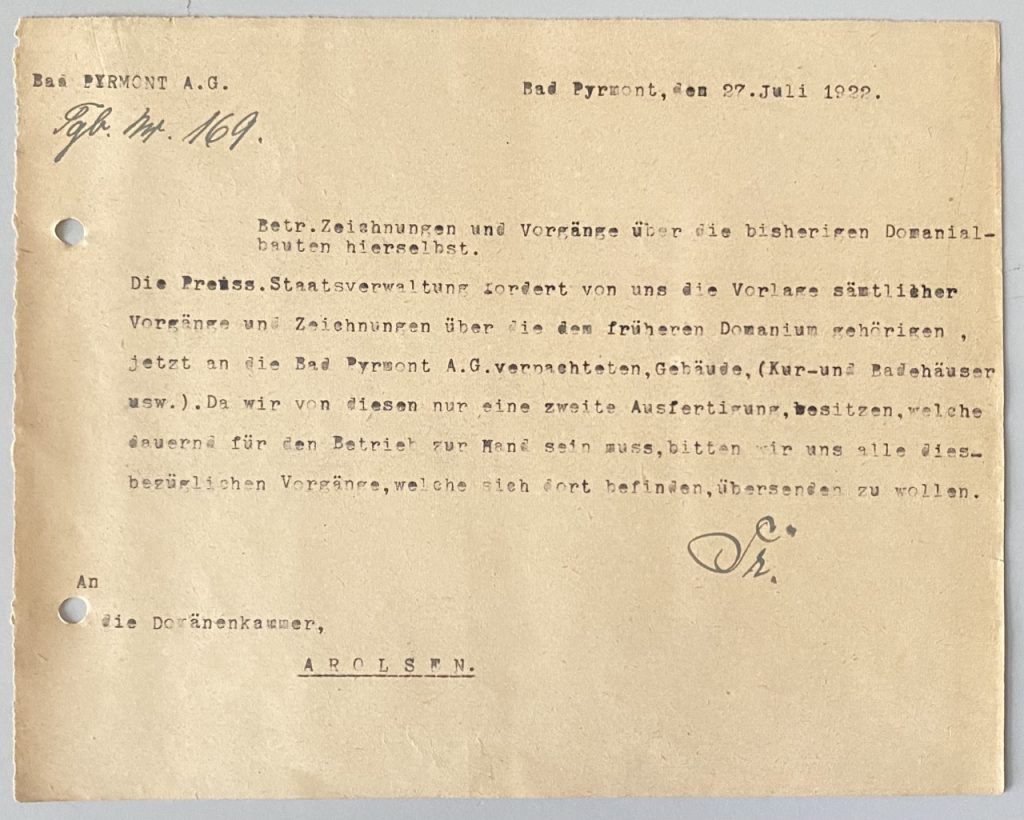 Bad PYRMONT A.G.
Bad Pyrmont,den 27.Juli 1922.
Tgb. Nr. 169.
Betr.Zeichnungen und Vorgänge über die bisherigen Domanial-
bauten hierselbst.
Die Preuss.Staatsverwaltung fordert von uns die Vorlage sämtlicher
Vorgänge und Zeichnungen über die dem früheren Domanium gehörigen ,
jetzt an die Bad Pyrmont A.G.verpachteten,Gebäude,(Kur-und Badehäuser
usw.).Da wir von diesen nur eine zweite Ausfertigung,besitzen,welche
dauernd für den Betrieb zur Hand sein muss,bitten wir uns alle dies-
bezüglichen Vorgänge,welche sich dort befinden,übersenden zu wollen.
An
die Domänenkammer,
AROLSEN.